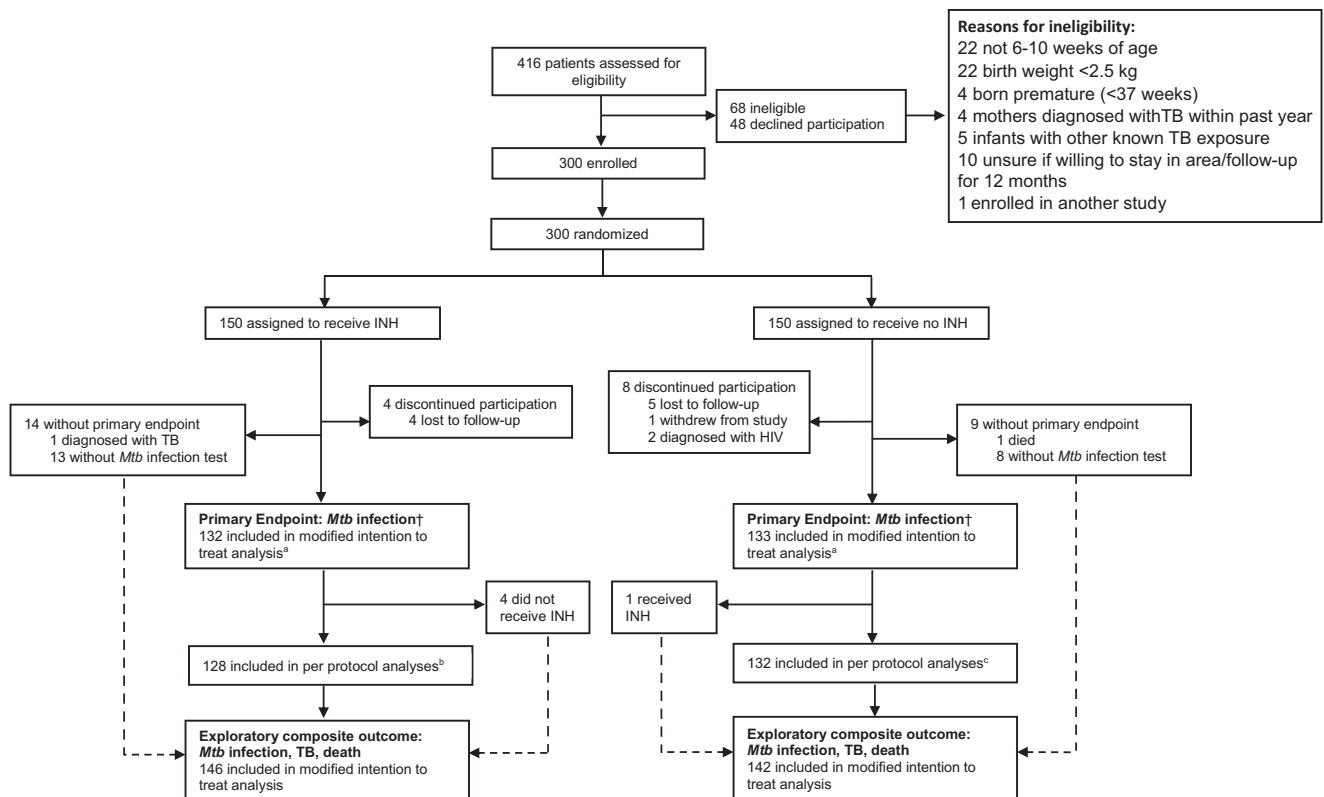 416 patients assessed for
eligibility
68 ineligible
48 declined participation
Reasons for ineligibility:
22 not 6-10 weeks of age
22 birth weight <2.5 kg
4 born premature (<37 weeks)
4 mothers diagnosed withTB within past year
5 infants with other known TB exposure
10 unsure if willing to stay in area/follow-up
for 12 months
1 enrolled in another study
300 enrolled
300 randomized
150 assigned to receive INH
150 assigned to receive no INH
14 without primary endpoint
1 diagnosed with TB
13 without Mtb infection test
4 discontinued participation
4 lost to follow-up
8 discontinued participation
5 lost to follow-up
1 withdrew from study
2 diagnosed with HIV
9 without primary endpoint
1 died
8 without Mtb infection test
Primary Endpoint: Mtb infection†
132 included in modified intention to
treat analysisᵃ
Primary Endpoint: Mtb infection†
133 included in modified intention to
treat analysisᵃ
4 did not
receive INH
1 received
INH
128 included in per protocol analysesᵇ
132 included in per protocol analysesᶜ
Exploratory composite outcome:
Mtb infection, TB, death
146 included in modified intention to
treat analysis
Exploratory composite outcome:
Mtb infection, TB, death
142 included in modified intention to
treat analysis